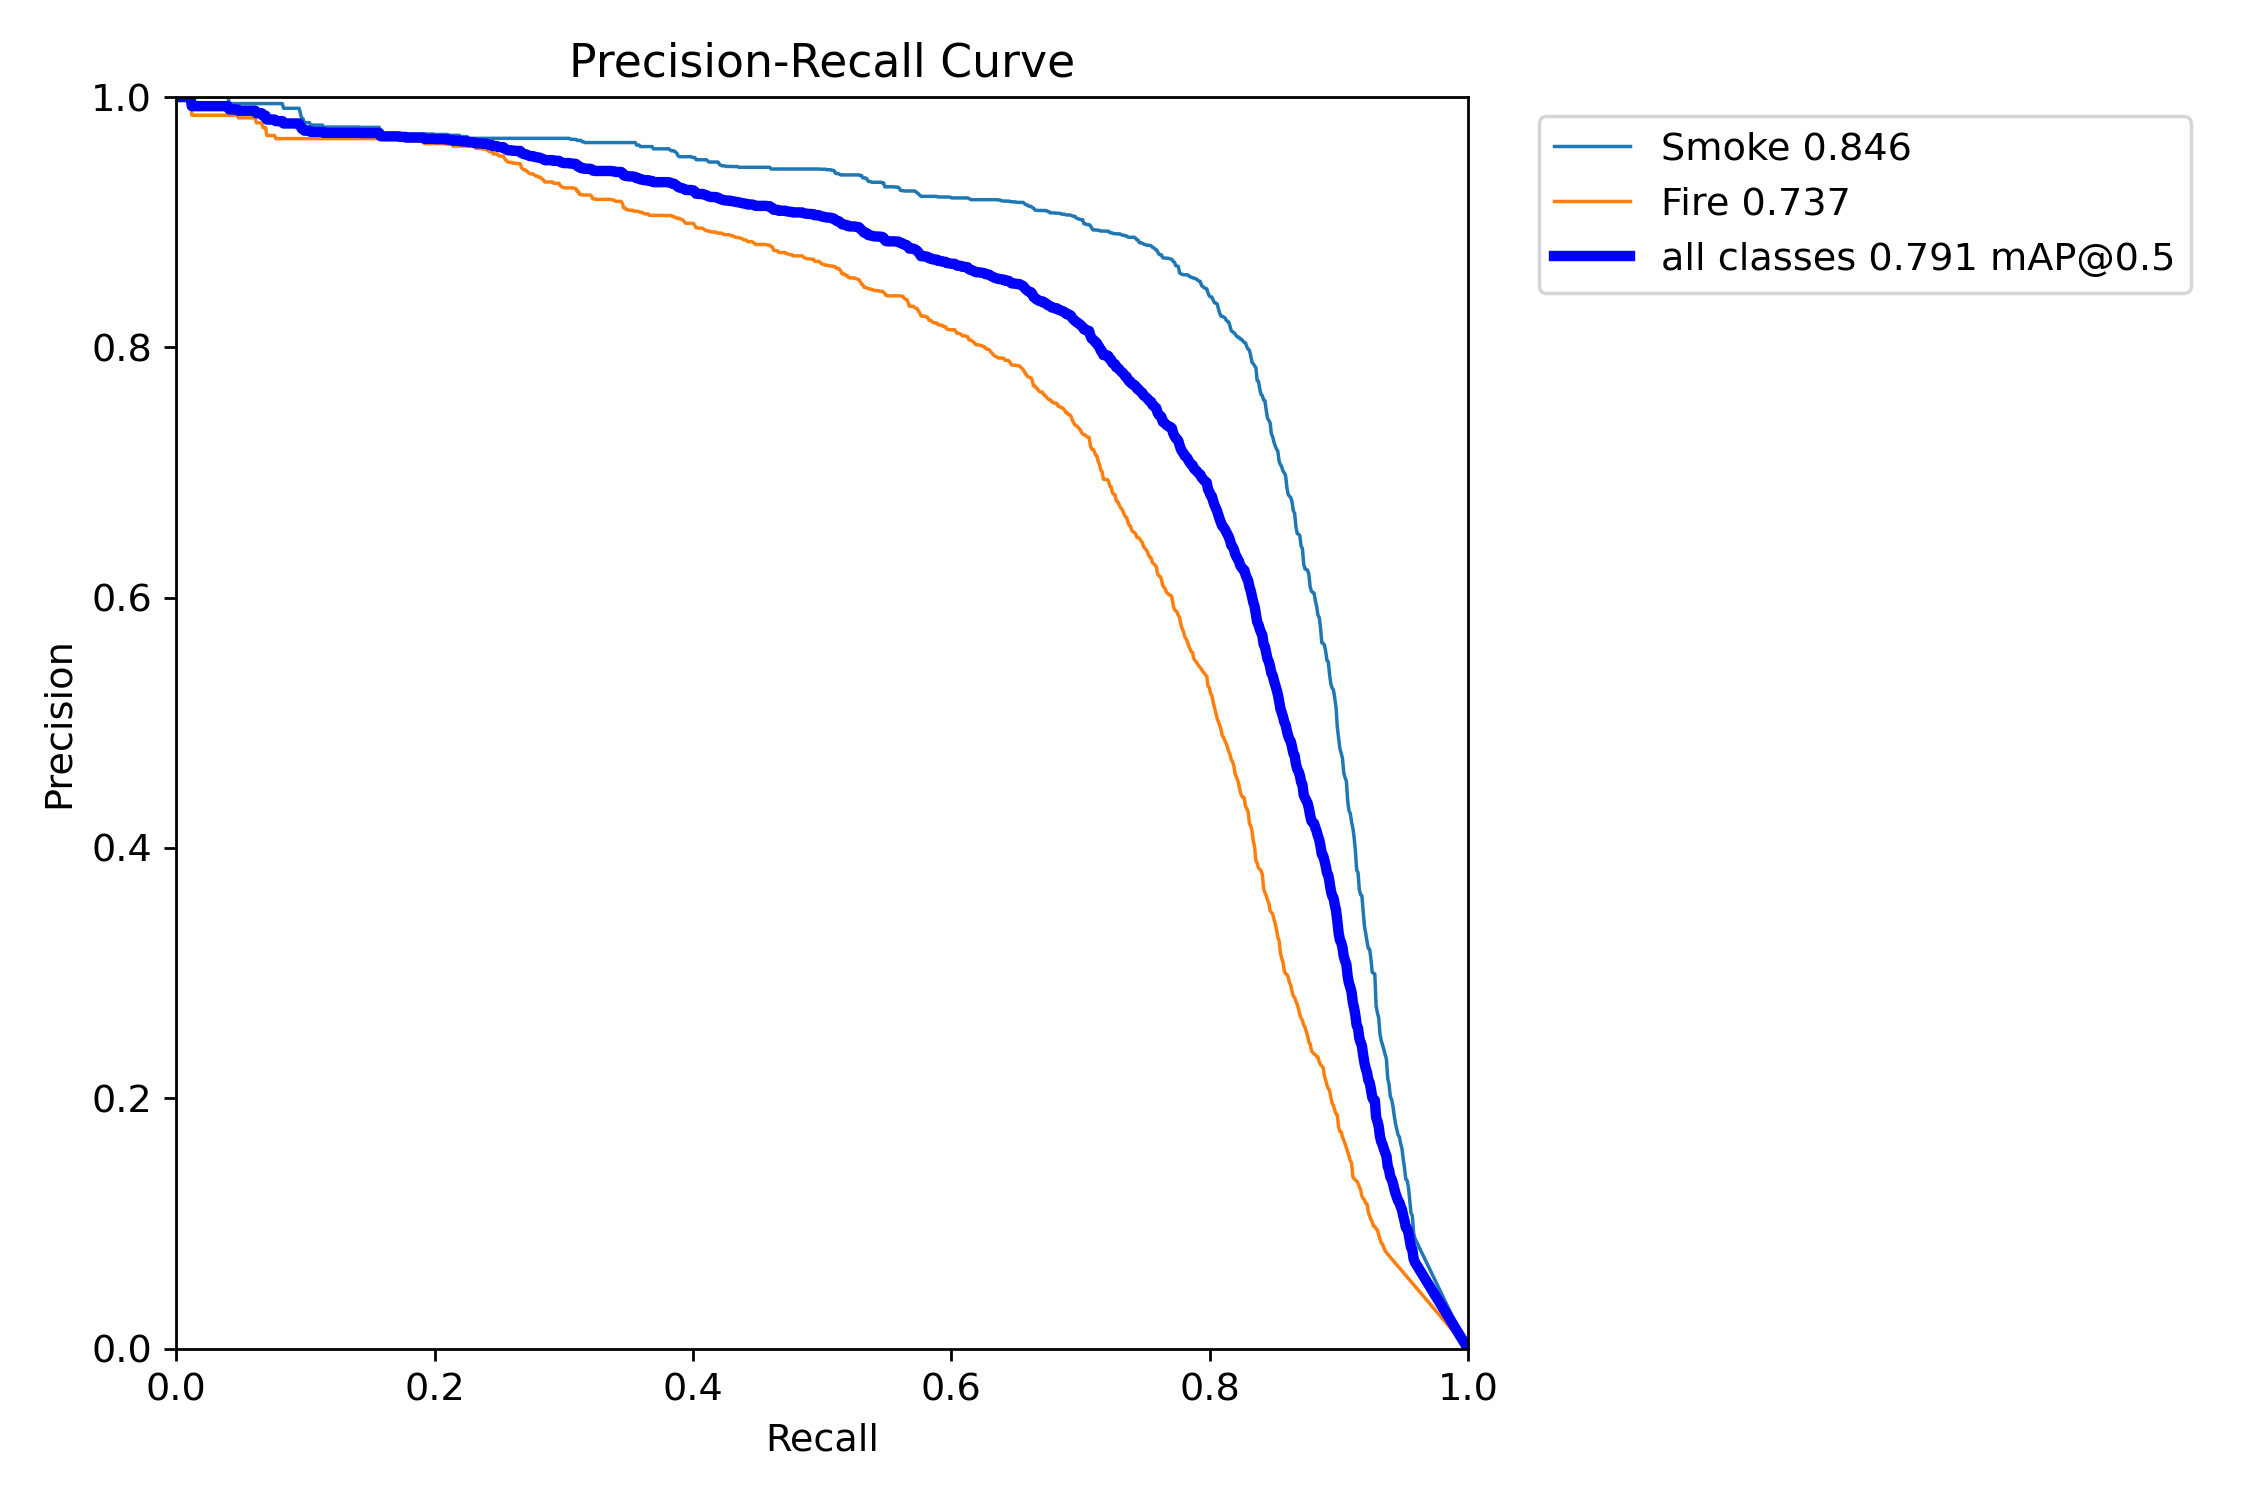 Precision-Recall Curve
1.0
0.8
0.6
0.4
0.2
0.0
Precision
0.0 0.2 0.4 0.6 0.8 1.0
Recall
Smoke 0.846
Fire 0.737
all classes 0.791 mAP@0.5